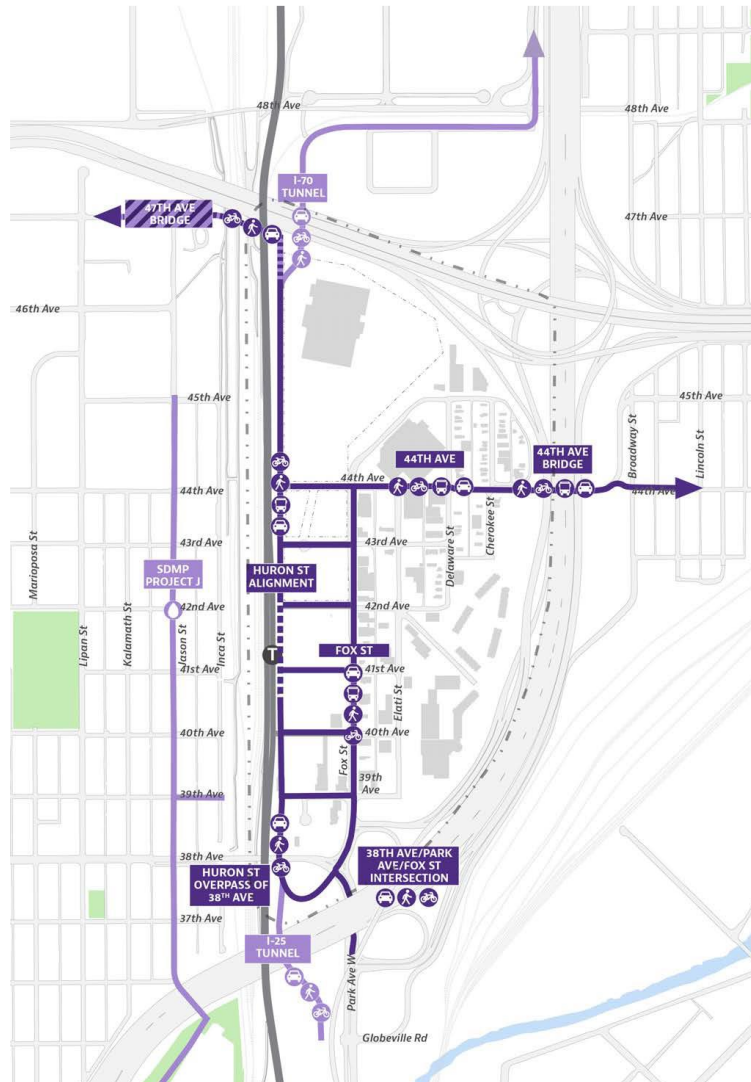 48th Ave
48th Ave
I-70
TUNNEL
47TH AVE
BRIDGE
47th Ave
46th Ave
45th Ave
45th Ave
44TH AVE
44TH AVE
BRIDGE
Broadway St
Lincoln St
44th Ave
44th Ave
44th Ave
Marioposa St
43rd Ave
43rd Ave
Delaware St
Cherokee St
SDMP
PROJECT J
HURON ST
ALIGNMENT
42nd Ave
42nd Ave
Lipan St
Kalamath St
Jason St
Inca St
T
FOX ST
41st Ave
41st Ave
Elati St
40th Ave
40th Ave
Fox St
39th
Ave
39th Ave
38th Ave
HURON ST
OVERPASS OF
38TH AVE
38TH AVE/PARK
AVE/FOX ST
INTERSECTION
37th Ave
I-25
TUNNEL
Park Ave W
Globeville Rd